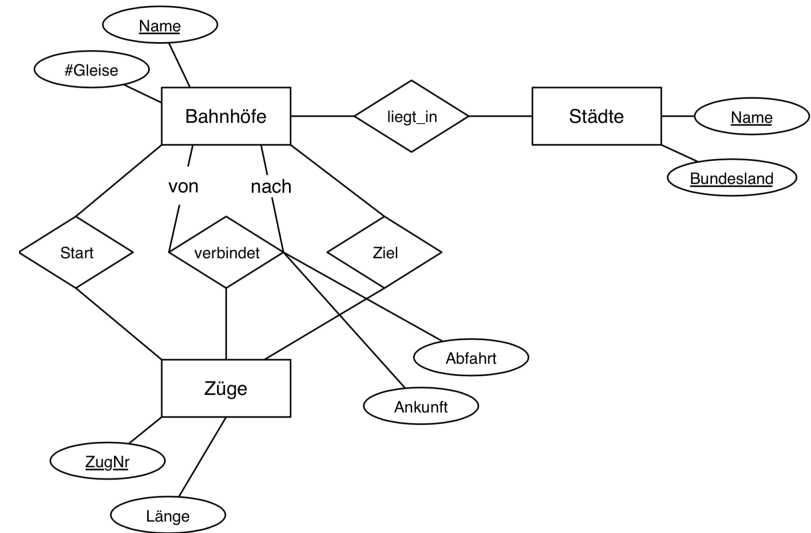 Name
#Gleise
Bahnhöfe
liegt_in
Städte
Name
Bundesland
von
nach
Start
verbindet
Ziel
Abfahrt
Züge
Ankunft
ZugNr
Länge